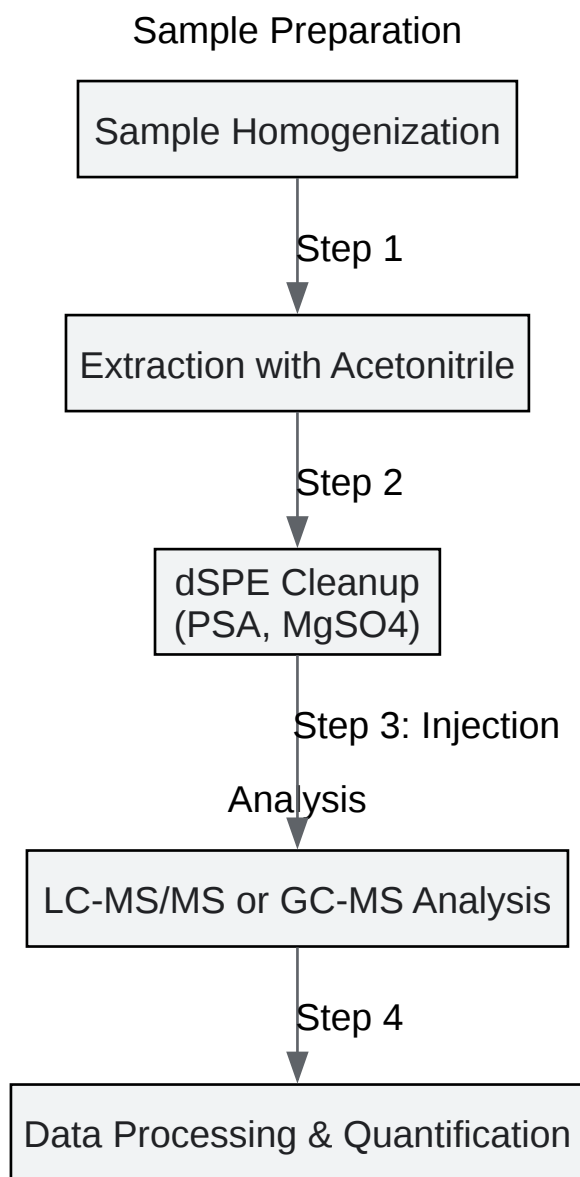 Sample Preparation
Sample Homogenization
Step 1
Extraction with Acetonitrile
Step 2
dSPE Cleanup
(PSA, MgSO4)
Step 3: Injection
Analysis
LC-MS/MS or GC-MS Analysis
Step 4
Data Processing & Quantification